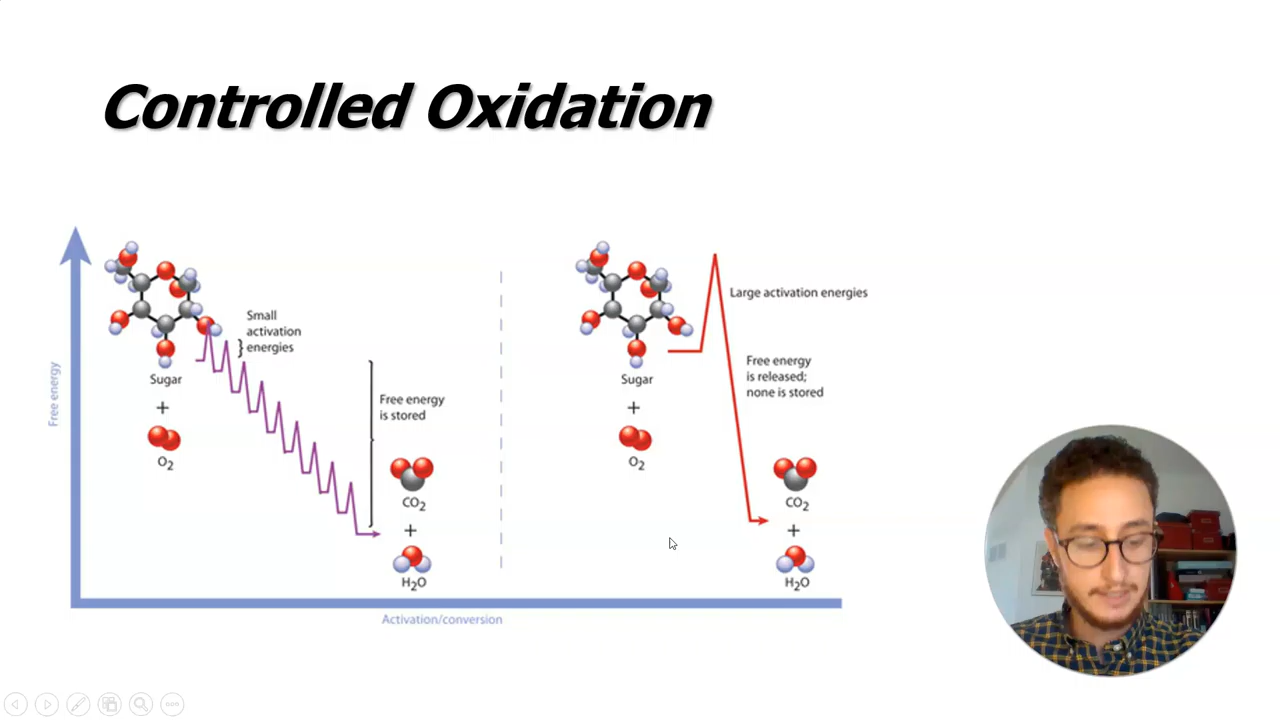 Controlled Oxidation
Free energy
Sugar
+
O2
Small
activation
energies
Free energy
is stored
CO2
+
H2O
Sugar
+
O2
Large activation energies
Free energy
is released;
none is stored
CO2
+
H2O
Activation/conversion